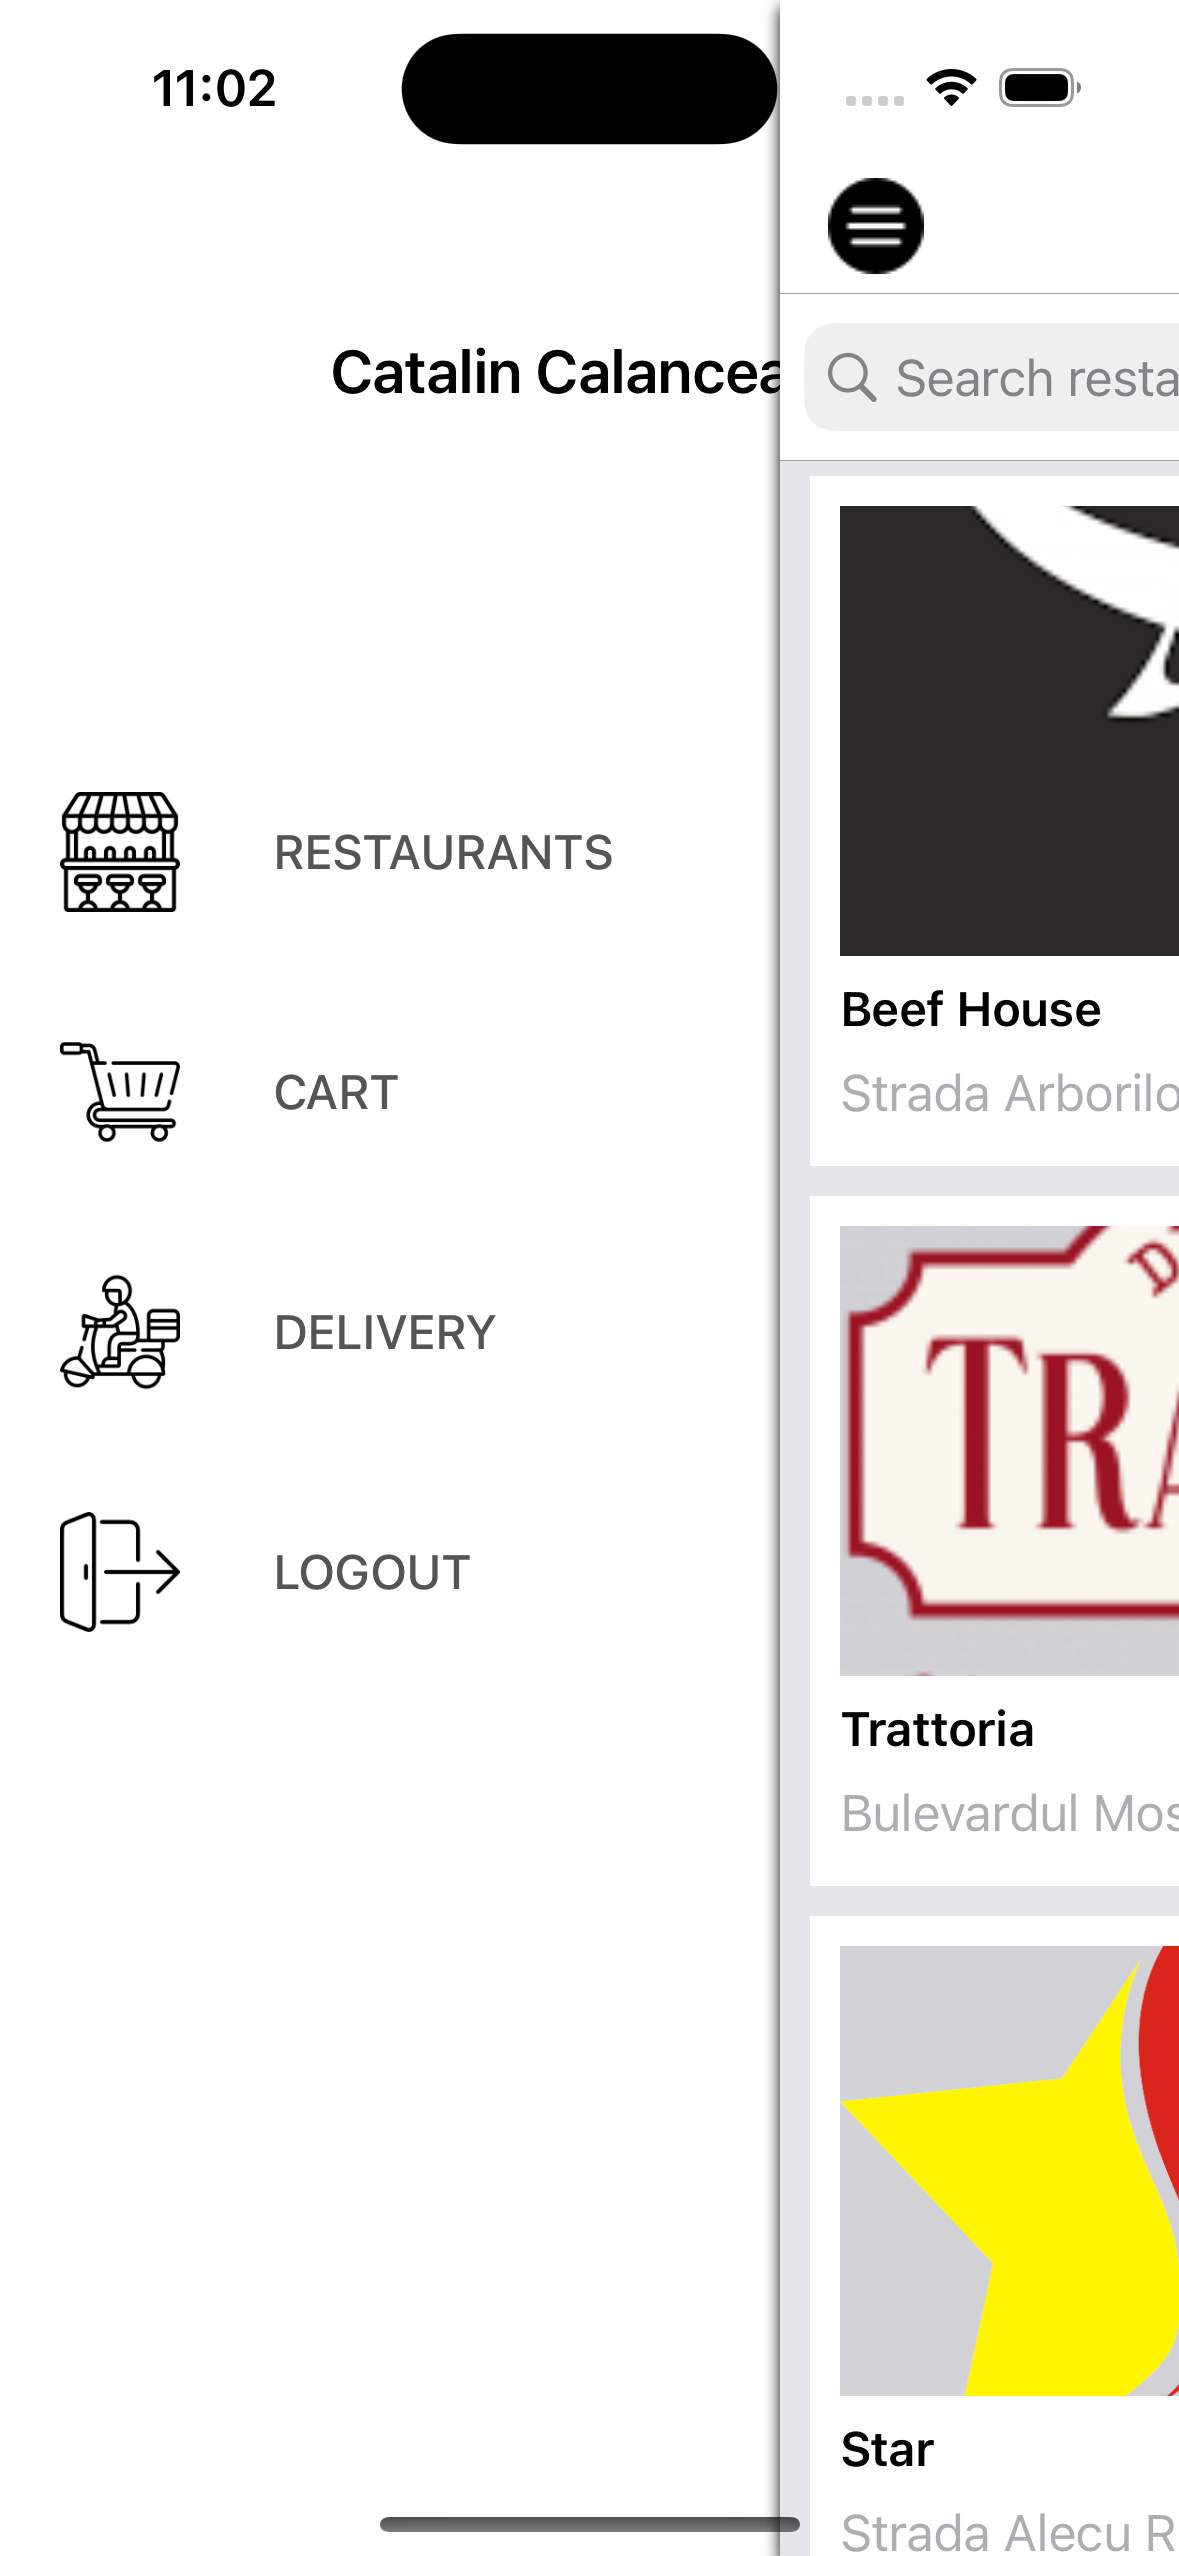 11:02
Catalin Calancea
RESTAURANTS
CART
DELIVERY
LOGOUT
Search resta
Beef House
Strada Arborilo
D
TRA
Trattoria
Bulevardul Mos
Star
Strada Alecu R